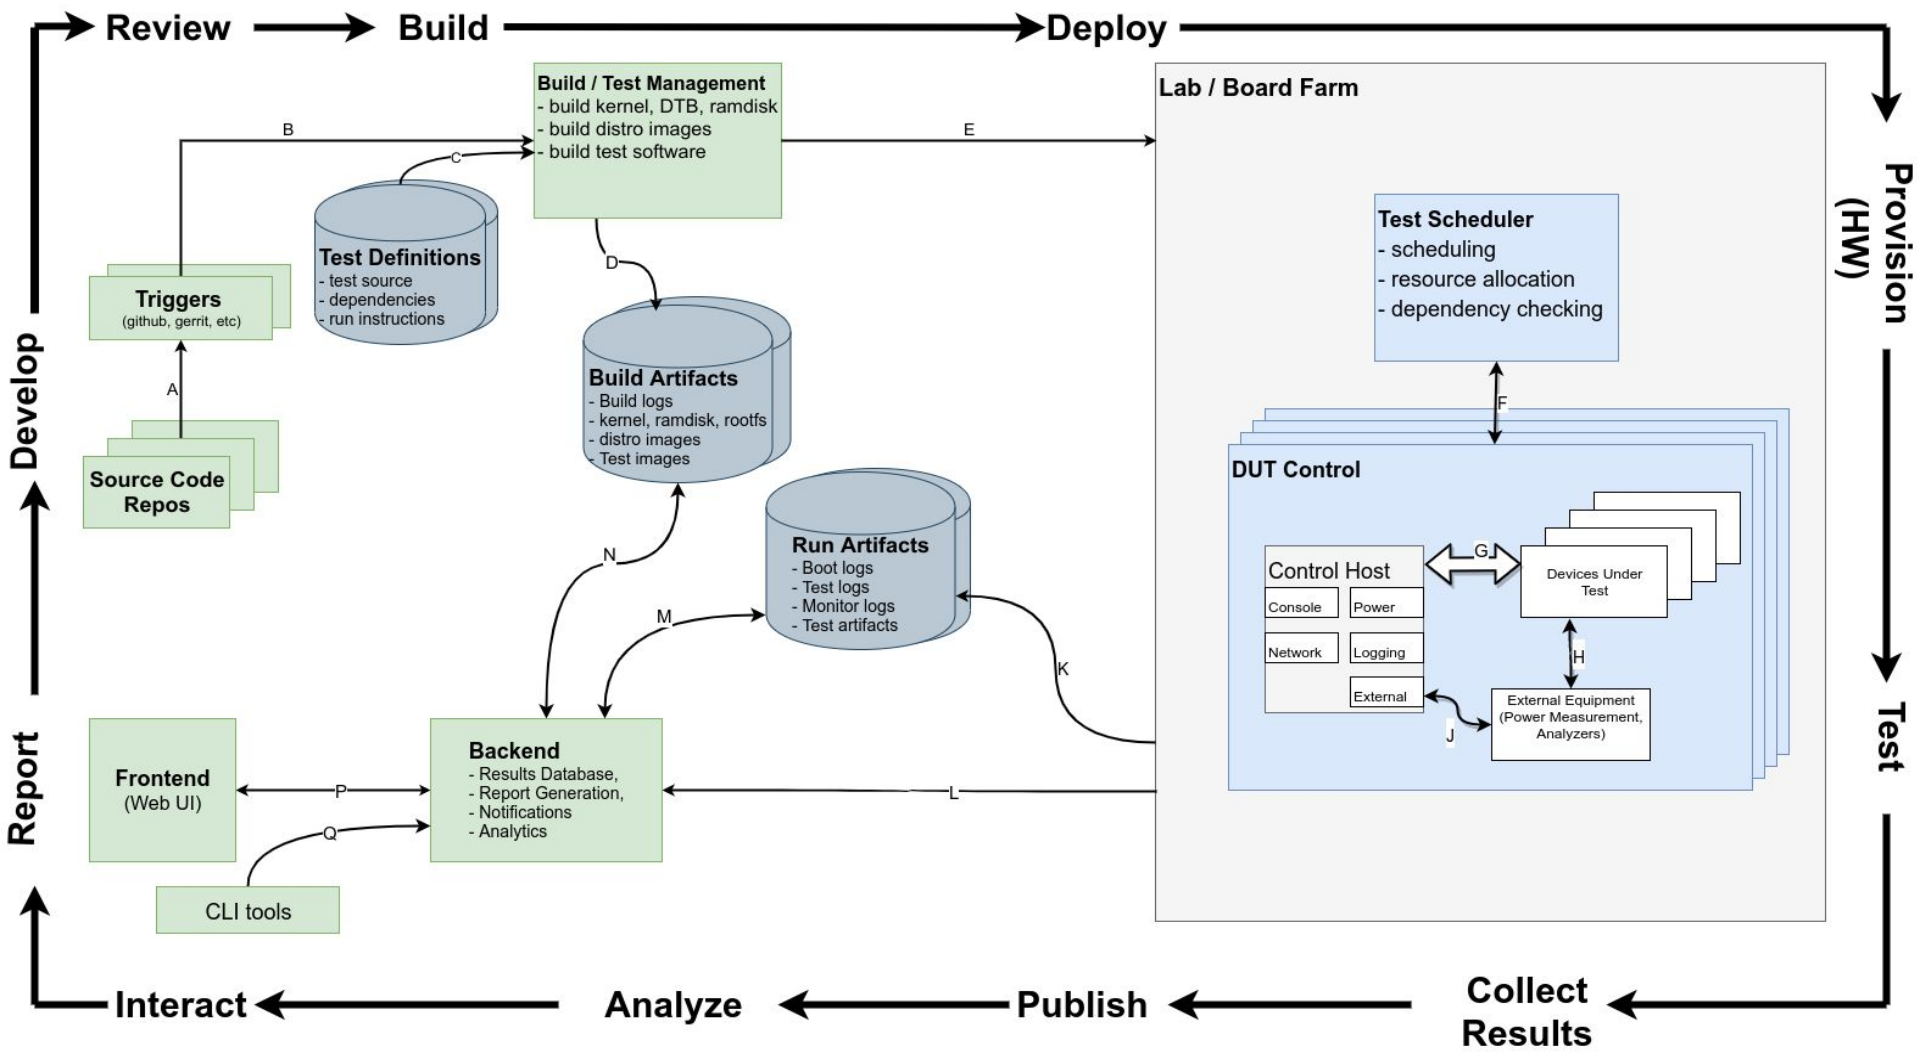 Review
Build
Deploy
Build / Test Management
- build kernel, DTB, ramdisk
- build distro images
- build test software
Lab / Board Farm
B
E
C
Provision
(HW)
Test Scheduler
- scheduling
- resource allocation
- dependency checking
Test Definitions
- test source
- dependencies
- run instructions
D
Triggers
(github, gerrit, etc)
Develop
A
Build Artifacts
- Build logs
- kernel, ramdisk, rootfs
- distro images
- Test images
F
Source Code
Repos
DUT Control
Run Artifacts
- Boot logs
- Test logs
- Monitor logs
- Test artifacts
N
M
K
G
Control Host
Console
Power
Network
Logging
External
Devices Under
Test
H
External Equipment
(Power Measurement,
Analyzers)
J
Test
Report
Frontend
(Web UI)
P
Backend
- Results Database,
- Report Generation,
- Notifications
- Analytics
L
Q
CLI tools
Interact
Analyze
Publish
Collect
Results